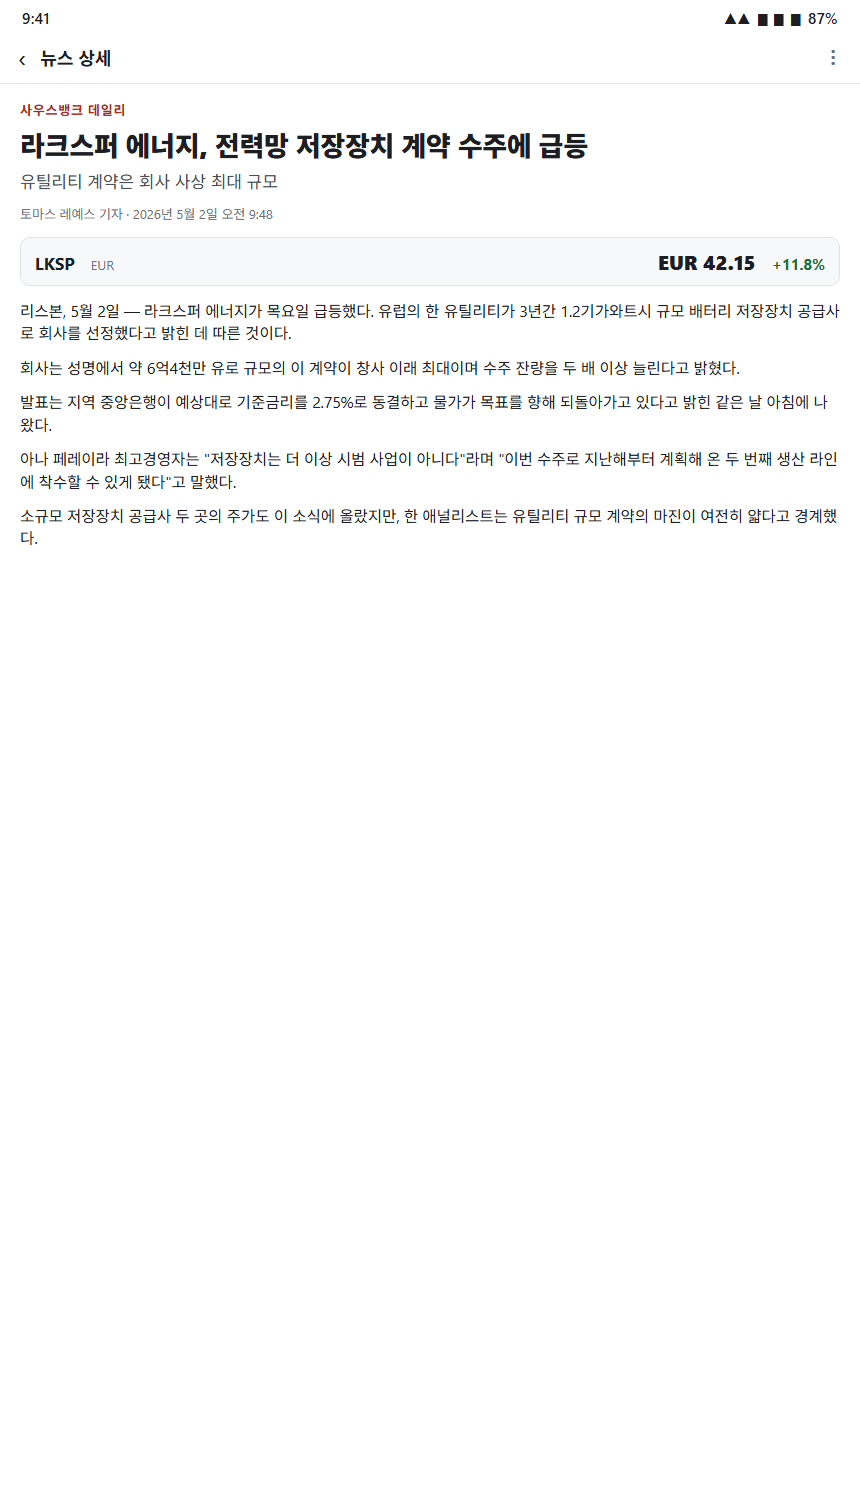 9:41
87%
‹ 뉴스 상세
사우스뱅크 데일리
라크스퍼 에너지, 전력망 저장장치 계약 수주에 급등
유틸리티 계약은 회사 사상 최대 규모
토마스 레예스 기자 · 2026년 5월 2일 오전 9:48
LKSP EUR EUR 42.15 +11.8%
리스본, 5월 2일 — 라크스퍼 에너지가 목요일 급등했다. 유럽의 한 유틸리티가 3년간 1.2기가와트시 규모 배터리 저장장치 공급사
로 회사를 선정했다고 밝힌 데 따른 것이다.
회사는 성명에서 약 6억4천만 유로 규모의 이 계약이 창사 이래 최대이며 수주 잔량을 두 배 이상 늘린다고 밝혔다.
발표는 지역 중앙은행이 예상대로 기준금리를 2.75%로 동결하고 물가가 목표를 향해 되돌아가고 있다고 밝힌 같은 날 아침에 나
왔다.
아나 페레이라 최고경영자는 "저장장치는 더 이상 시범 사업이 아니다"라며 "이번 수주로 지난해부터 계획해 온 두 번째 생산 라인
에 착수할 수 있게 됐다"고 말했다.
소규모 저장장치 공급사 두 곳의 주가도 이 소식에 올랐지만, 한 애널리스트는 유틸리티 규모 계약의 마진이 여전히 얇다고 경계했
다.